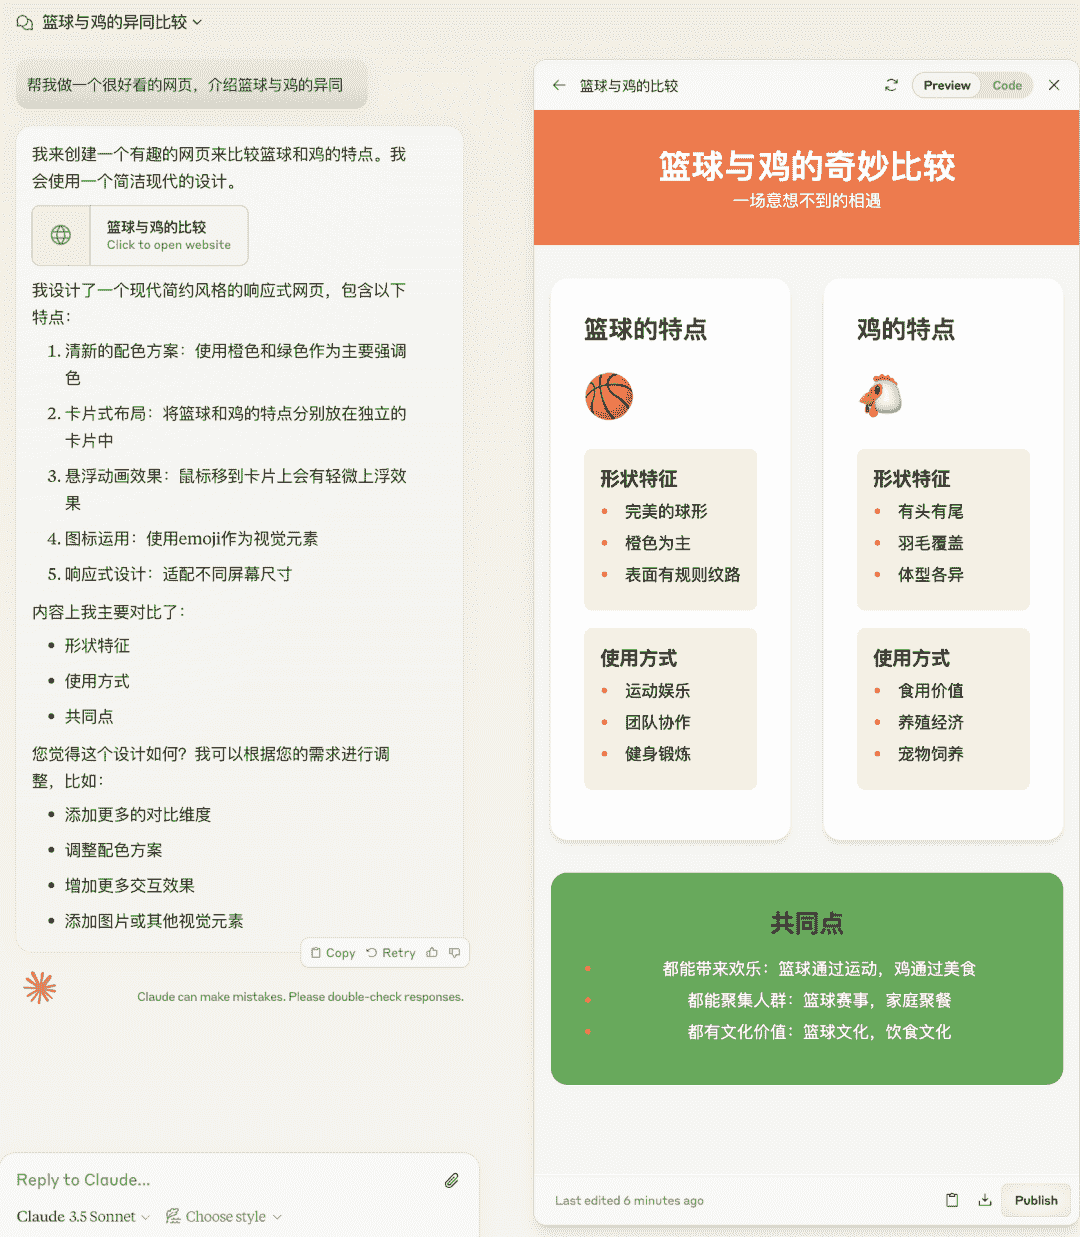 篮球与鸡的异同比较
帮我做一个很好看的网页，介绍篮球与鸡的异同
我来创建一个有趣的网页来比较篮球和鸡的特点。我
会使用一个简洁现代的设计。
篮球与鸡的比较
Click to open website
我设计了一个现代简约风格的响应式网页，包含以下
特点：
1. 清新的配色方案：使用橙色和绿色作为主要强调
色
2. 卡片式布局：将篮球和鸡的特点分别放在独立的
卡片中
3. 悬浮动画效果：鼠标移到卡片上会有轻微上浮效
果
4. 图标运用：使用emoji作为视觉元素
5. 响应式设计：适配不同屏幕尺寸
内容上我主要对比了：
• 形状特征
• 使用方式
• 共同点
您觉得这个设计如何？我可以根据您的需求进行调
整，比如：
• 添加更多的对比维度
• 调整配色方案
• 增加更多交互效果
• 添加图片或其他视觉元素
Copy Retry
Claude can make mistakes. Please double-check responses.
Reply to Claude...
Claude 3.5 Sonnet Choose style
篮球与鸡的比较
Preview Code
篮球与鸡的奇妙比较
一场意想不到的相遇
篮球的特点
形状特征
• 完美的球形
• 橙色为主
• 表面有规则纹路
使用方式
• 运动娱乐
• 团队协作
• 健身锻炼
鸡的特点
形状特征
• 有头有尾
• 羽毛覆盖
• 体型各异
使用方式
• 食用价值
• 养殖经济
• 宠物饲养
共同点
• 都能带来欢乐：篮球通过运动，鸡通过美食
• 都能聚集人群：篮球赛事，家庭聚餐
• 都有文化价值：篮球文化，饮食文化
Last edited 6 minutes ago
Publish